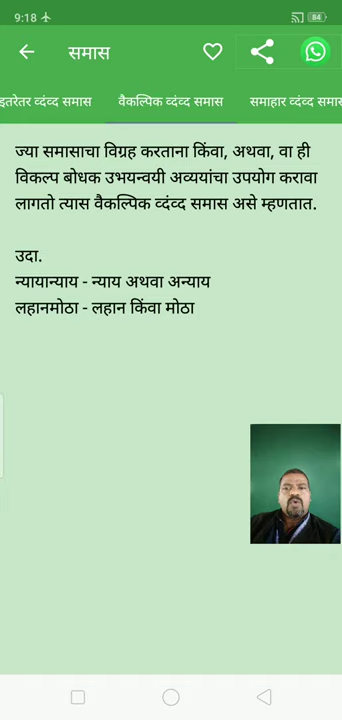 9:18
84
समास
इतरेतर व्दंव्द समास
वैकल्पिक व्दंव्द समास
समाहार व्दंव्द समास
ज्या समासाचा विग्रह करताना किंवा, अथवा, वा ही
विकल्प बोधक उभयन्वयी अव्ययांचा उपयोग करावा
लागतो त्यास वैकल्पिक व्दंव्द समास असे म्हणतात.
उदा.
न्यायान्याय - न्याय अथवा अन्याय
लहानमोठा - लहान किंवा मोठा